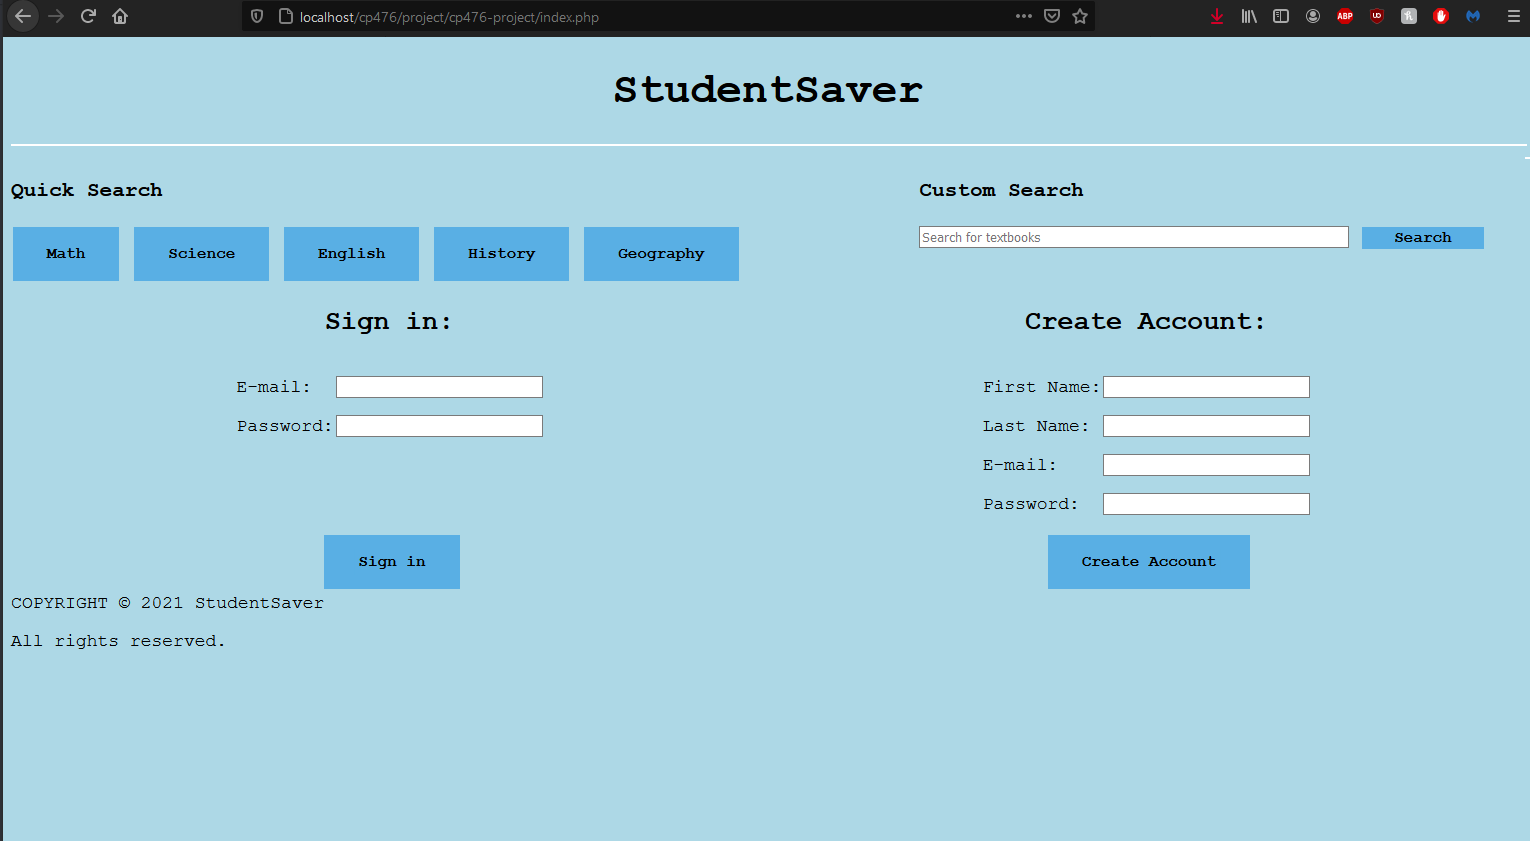 localhost/cp476/project/cp476-project/index.php
ABP
UO
StudentSaver
Quick Search
Custom Search
Math Science English History Geography
Search for textbooks Search
Sign in:
E-mail:
Password:
Sign in
Create Account:
First Name:
Last Name:
E-mail:
Password:
Create Account
COPYRIGHT © 2021 StudentSaver
All rights reserved.